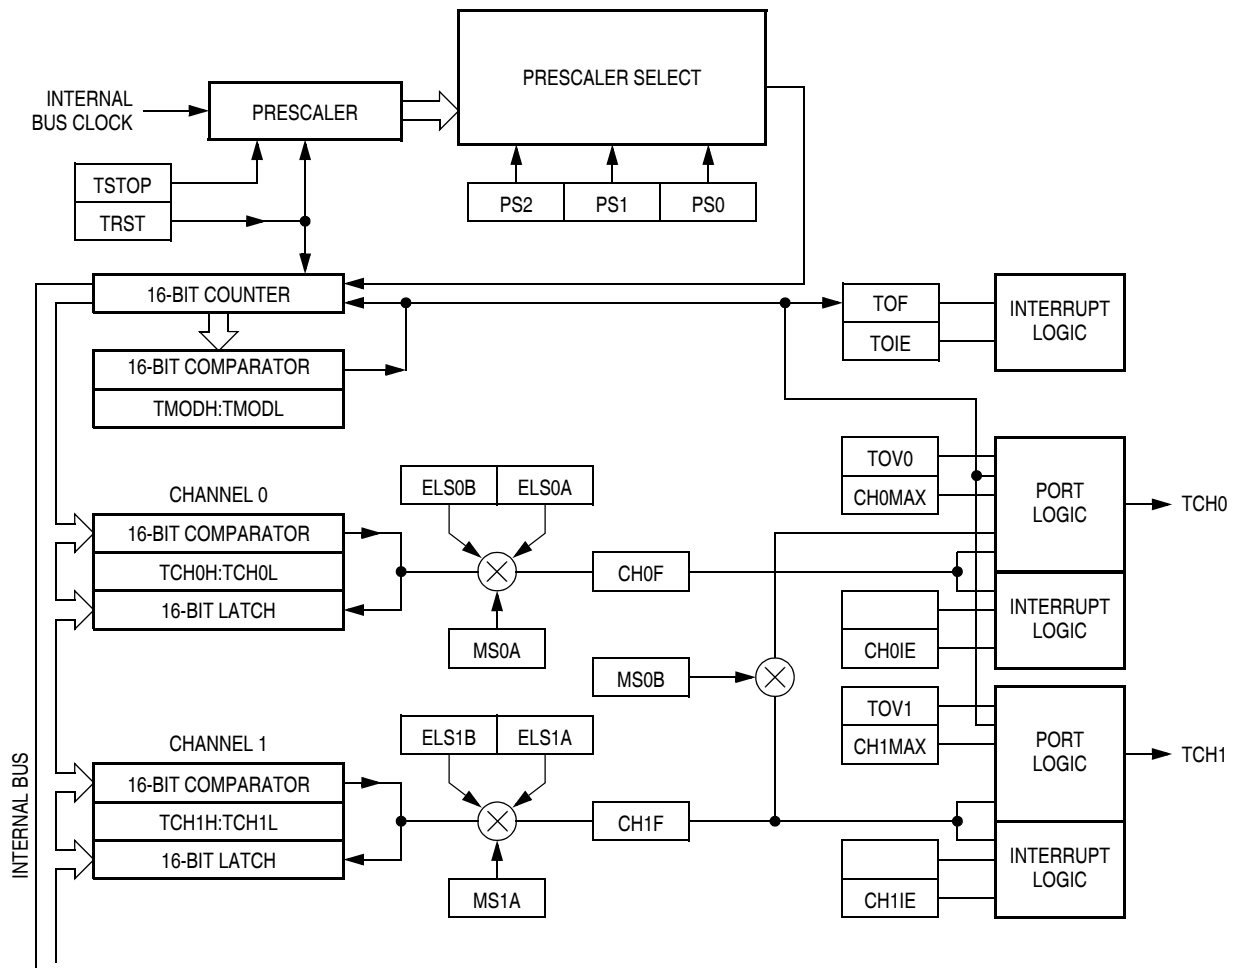 PRESCALER SELECT
INTERNAL
BUS CLOCK
PRESCALER
TSTOP
TRST
PS2
PS1
PS0
16-BIT COUNTER
16-BIT COMPARATOR
TMODH:TMODL
TOF
TOIE
INTERRUPT
LOGIC
CHANNEL 0
16-BIT COMPARATOR
TCH0H:TCH0L
16-BIT LATCH
ELS0B
ELS0A
MS0A
CH0F
TOV0
CH0MAX
PORT
LOGIC
TCH0
INTERRUPT
LOGIC
CH0IE
MS0B
CHANNEL 1
16-BIT COMPARATOR
TCH1H:TCH1L
16-BIT LATCH
ELS1B
ELS1A
MS1A
CH1F
TOV1
CH1MAX
PORT
LOGIC
TCH1
INTERRUPT
LOGIC
CH1IE
INTERNAL BUS